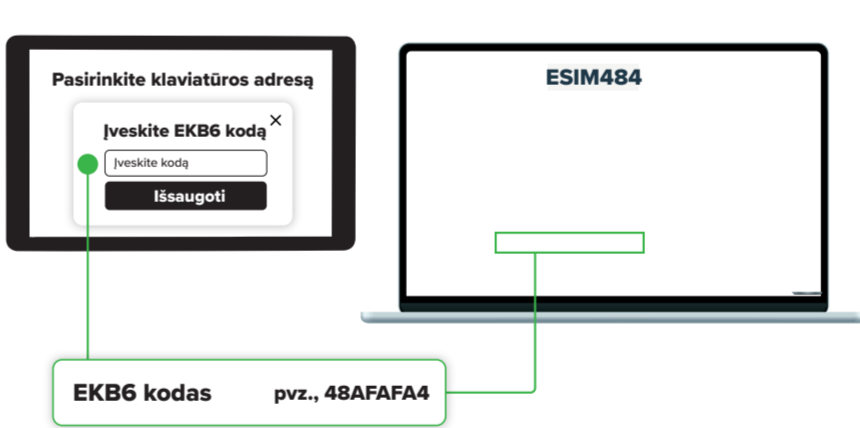 Pasirinkite klaviatūros adresą
Įveskite EKB6 kodą
Įveskite kodą
Išsaugoti
ESIM484
EKB6 kodas pvz., 48AFAFA4